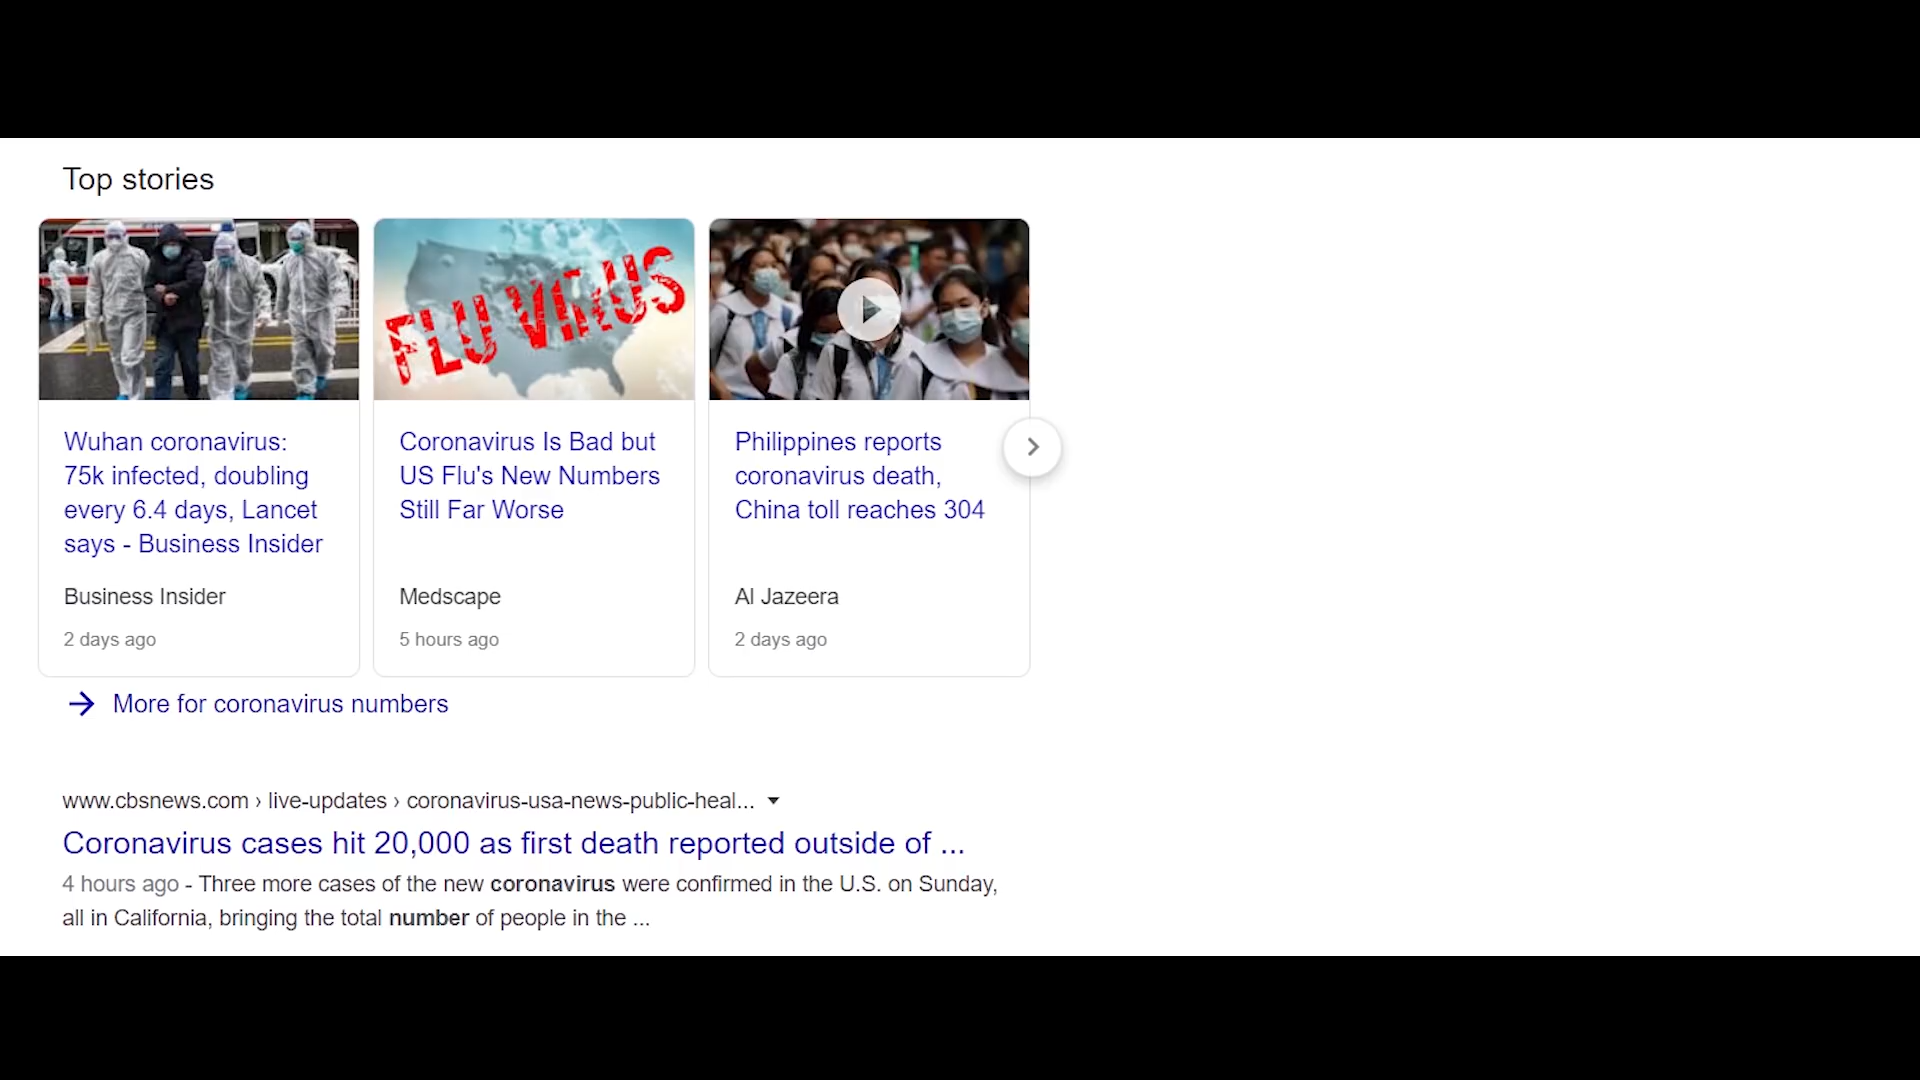 Top stories
FLU VIRUS
Wuhan coronavirus:
75k infected, doubling
every 6.4 days, Lancet
says - Business Insider
Business Insider
2 days ago
Coronavirus Is Bad but
US Flu's New Numbers
Still Far Worse
Medscape
5 hours ago
Philippines reports
coronavirus death,
China toll reaches 304
Al Jazeera
2 days ago
More for coronavirus numbers
www.cbsnews.com › live-updates › coronavirus-usa-news-public-heal...
Coronavirus cases hit 20,000 as first death reported outside of ...
4 hours ago - Three more cases of the new coronavirus were confirmed in the U.S. on Sunday,
all in California, bringing the total number of people in the ...